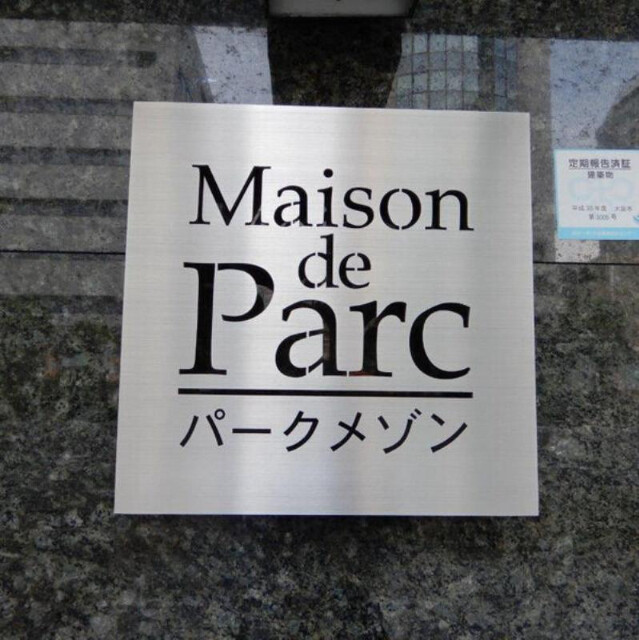 Maison
de
Parc
パークメゾン
定期報告済証
建築物